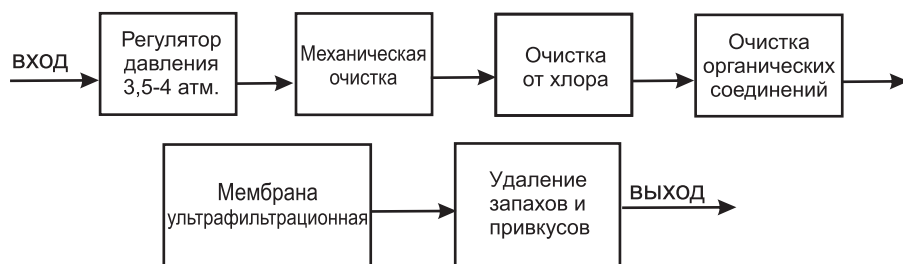 ВХОД
Регулятор
давления
3,5-4 атм.
Механическая
очистка
Очистка
от хлора
Очистка
органических
соединений
Мембрана
ультрафильтрационная
Удаление
запахов и
привкусов
ВЫХОД